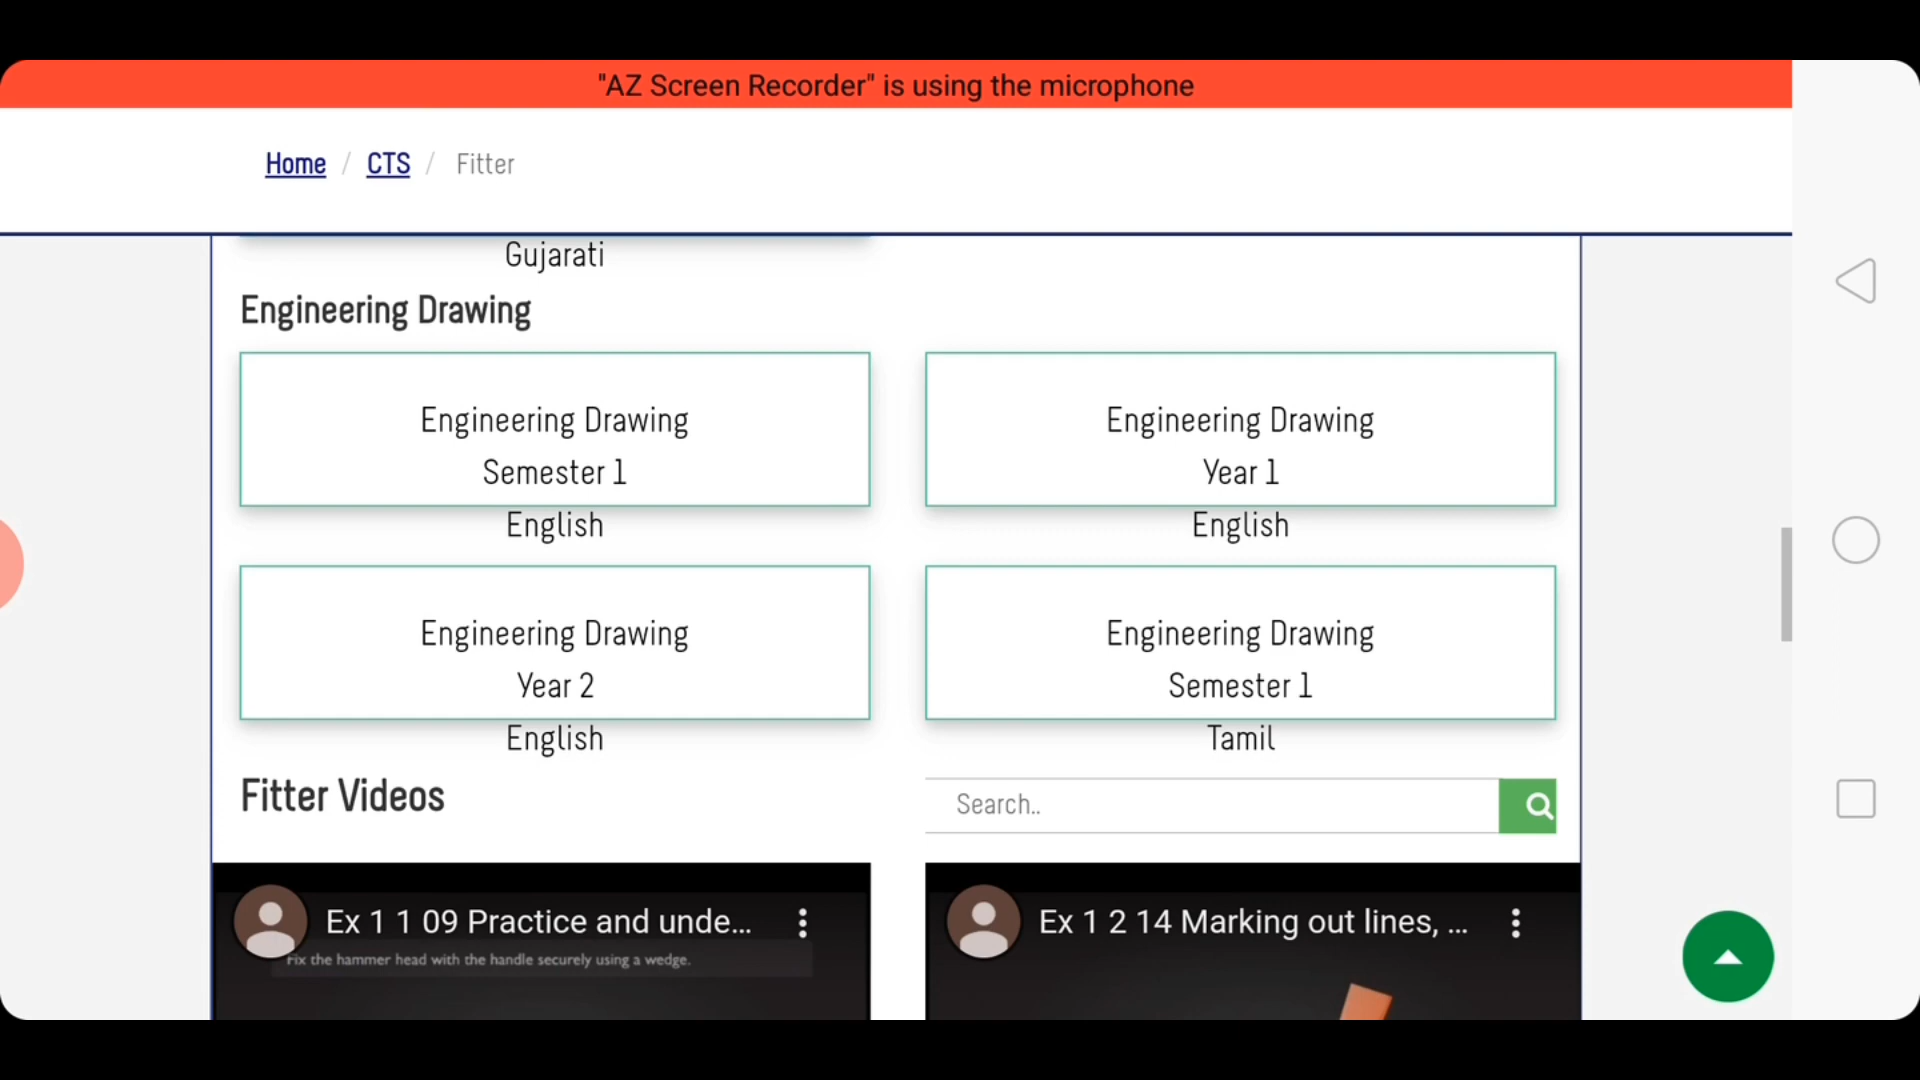 "AZ Screen Recorder" is using the microphone
Home / CTS / Fitter
Gujarati
Engineering Drawing
Engineering Drawing
Semester 1
English
Engineering Drawing
Year 1
English
Engineering Drawing
Year 2
English
Engineering Drawing
Semester 1
Tamil
Fitter Videos
Search..
Ex 1 1 09 Practice and unde...
Fix the hammer head with the handle securely using a wedge.
Ex 1 2 14 Marking out lines, ...